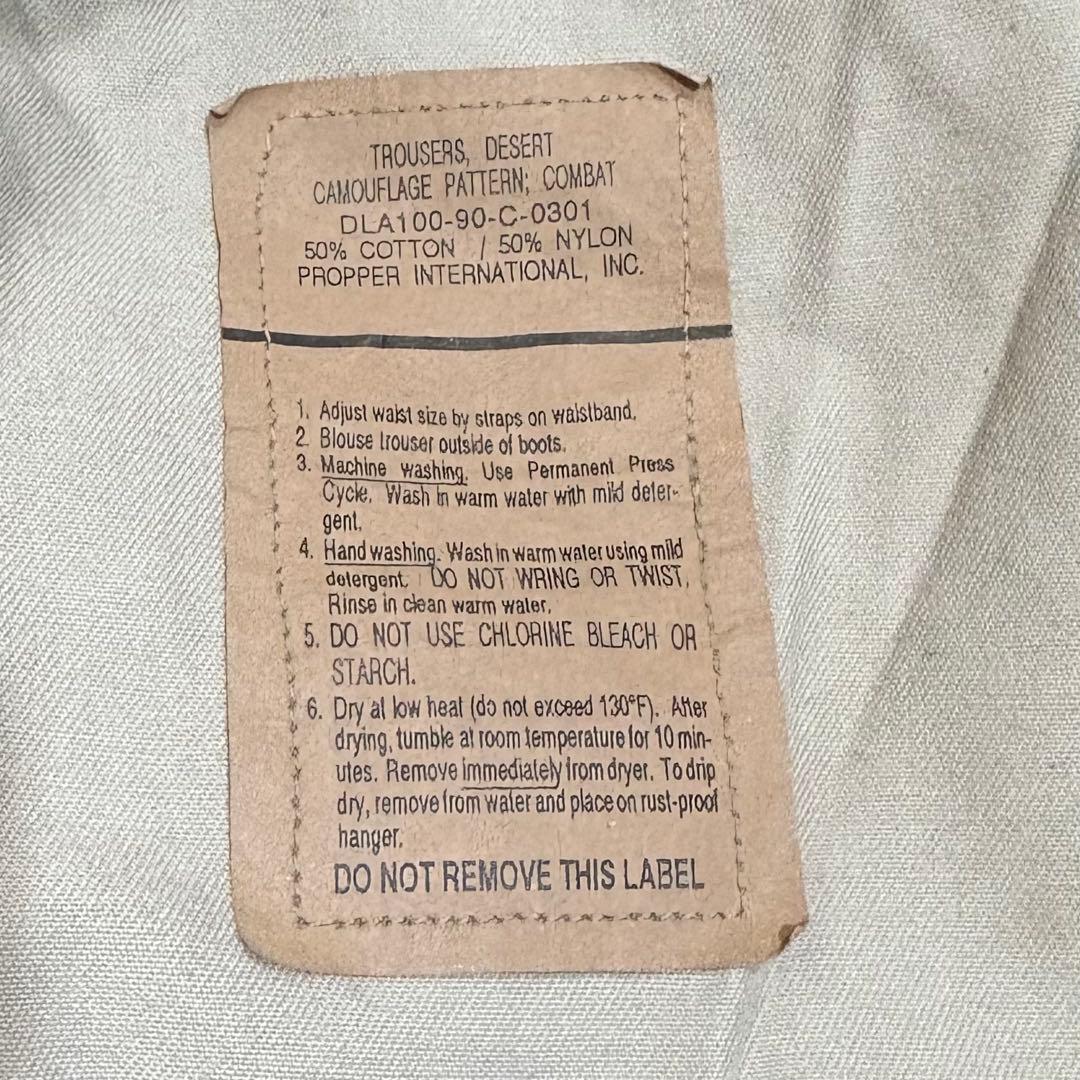 TROUSERS, DESERT
CAMOUFLAGE PATTERN; COMBAT
DLA100-90-C-0301
50% COTTON / 50% NYLON
PROPPER INTERNATIONAL, INC.
1. Adjust waist size by straps on waistband.
2. Blouse trouser outside of boots.
3. Machine washing. Use Permanent Press
Cycle. Wash in warm water with mild deter-
gent.
4. Hand washing. Wash in warm water using mild
detergent. DO NOT WRING OR TWIST.
Rinse in clean warm water.
5. DO NOT USE CHLORINE BLEACH OR
STARCH.
6. Dry at low heat (do not exceed 130°F). After
drying, tumble at room temperature for 10 min-
utes. Remove immediately from dryer. To drip
dry, remove from water and place on rust-proof
hanger.
DO NOT REMOVE THIS LABEL